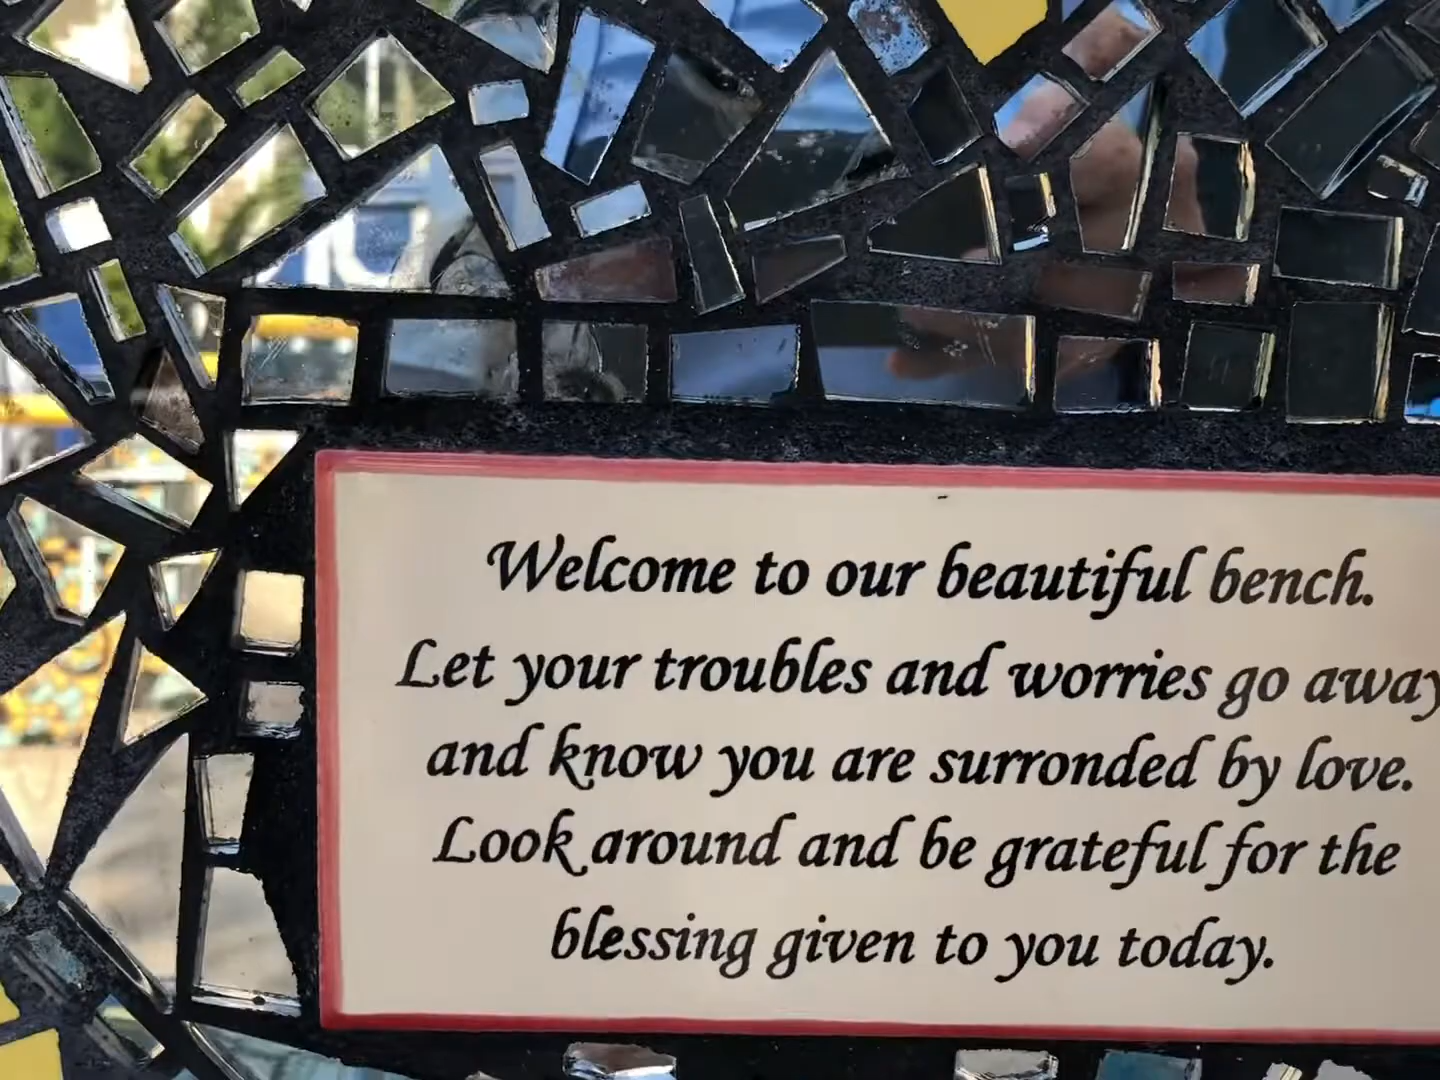 Welcome to our beautiful bench.
Let your troubles and worries go away
and know you are surronded by love.
Look around and be grateful for the
blessing given to you today.